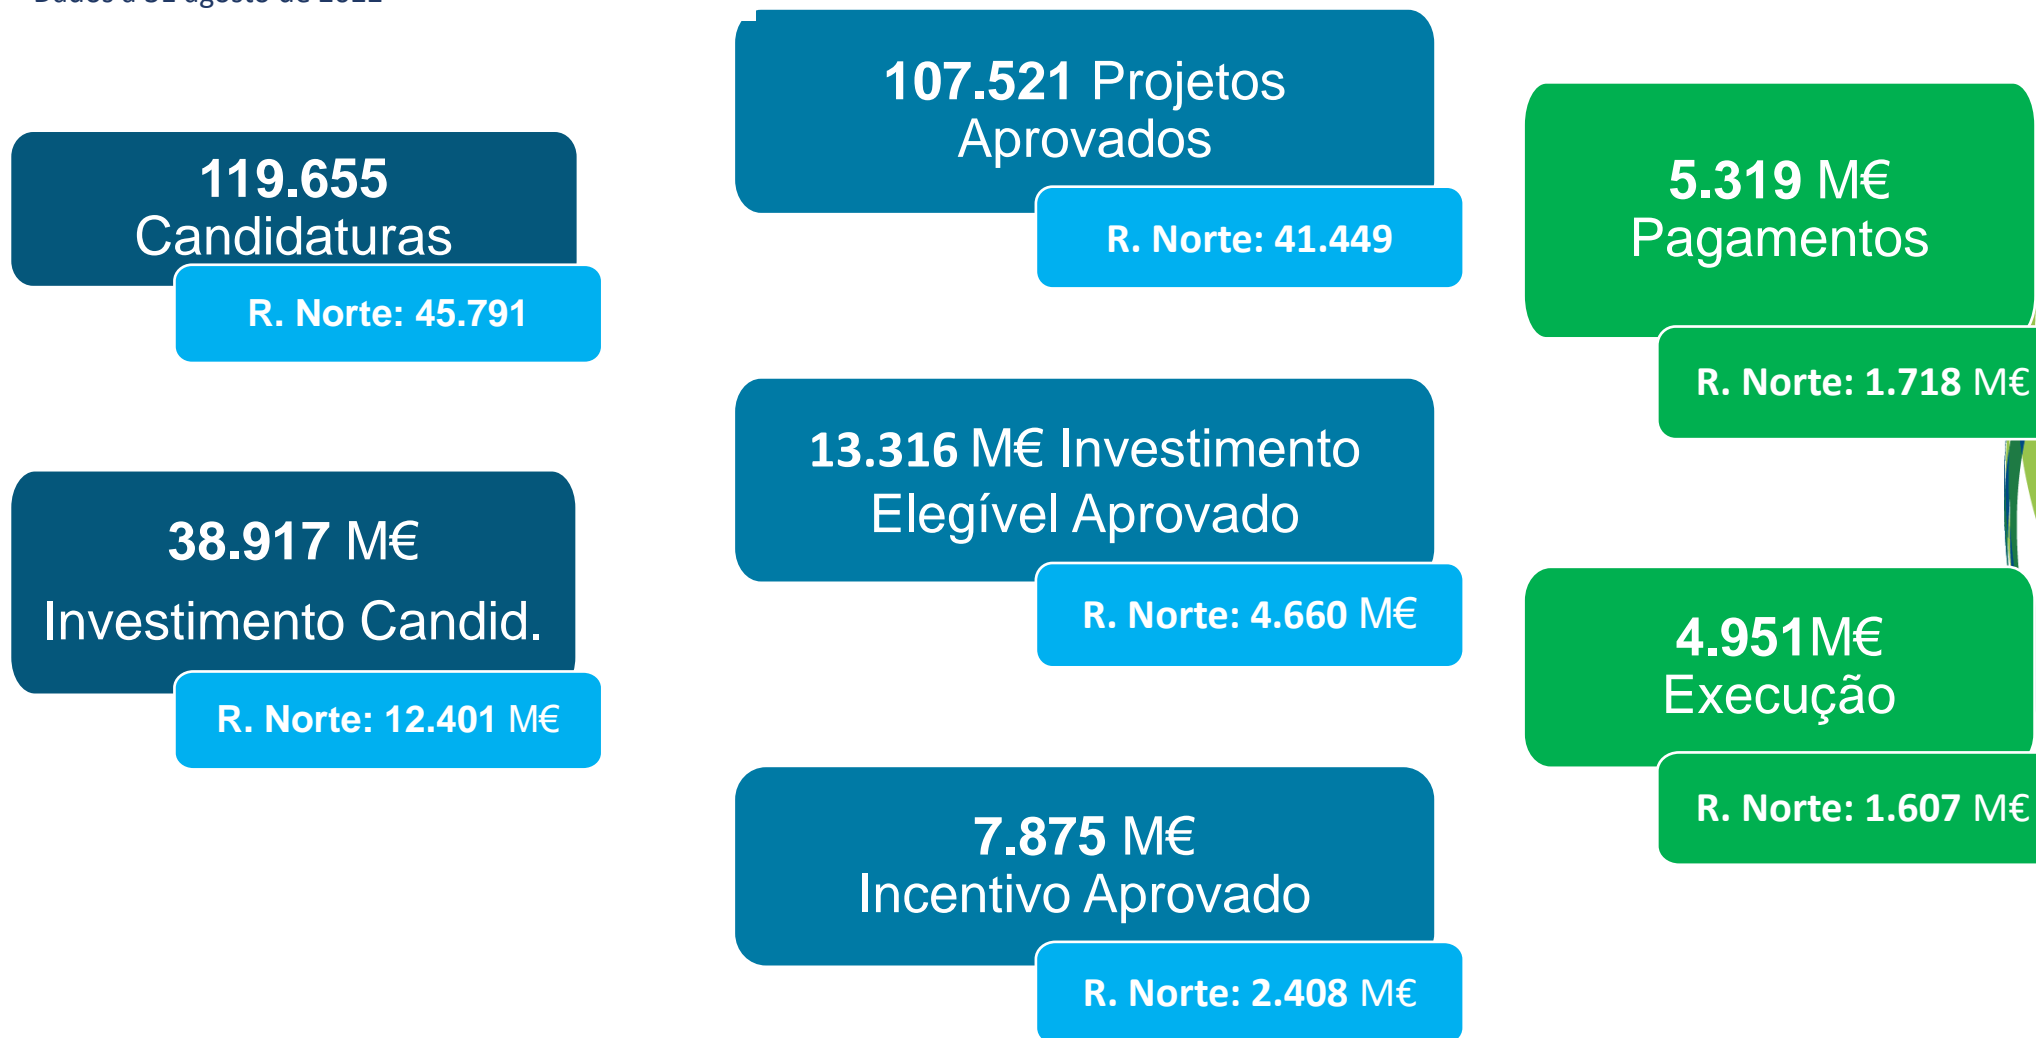 119.655
Candidaturas
R. Norte: 45.791
38.917 M€
Investimento Candid.
R. Norte: 12.401 M€
107.521 Projetos
Aprovados
R. Norte: 41.449
13.316 M€ Investimento
Elegível Aprovado
R. Norte: 4.660 M€
7.875 M€
Incentivo Aprovado
R. Norte: 2.408 M€
5.319 M€
Pagamentos
R. Norte: 1.718 M€
4.951M€
Execução
R. Norte: 1.607 M€